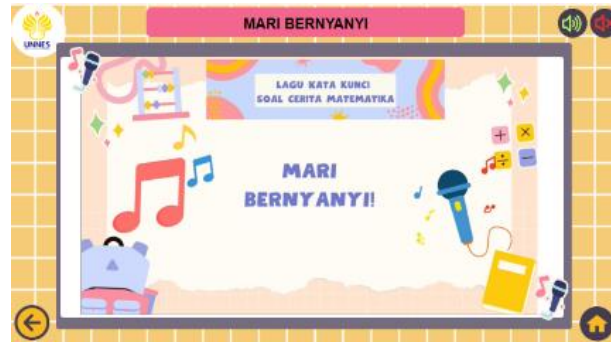 MARI BERNYANYI
UNNES
LAGU KATA KUNCI
SOAL CERITA MATEMATIKA
MARI
BERNYANYI!